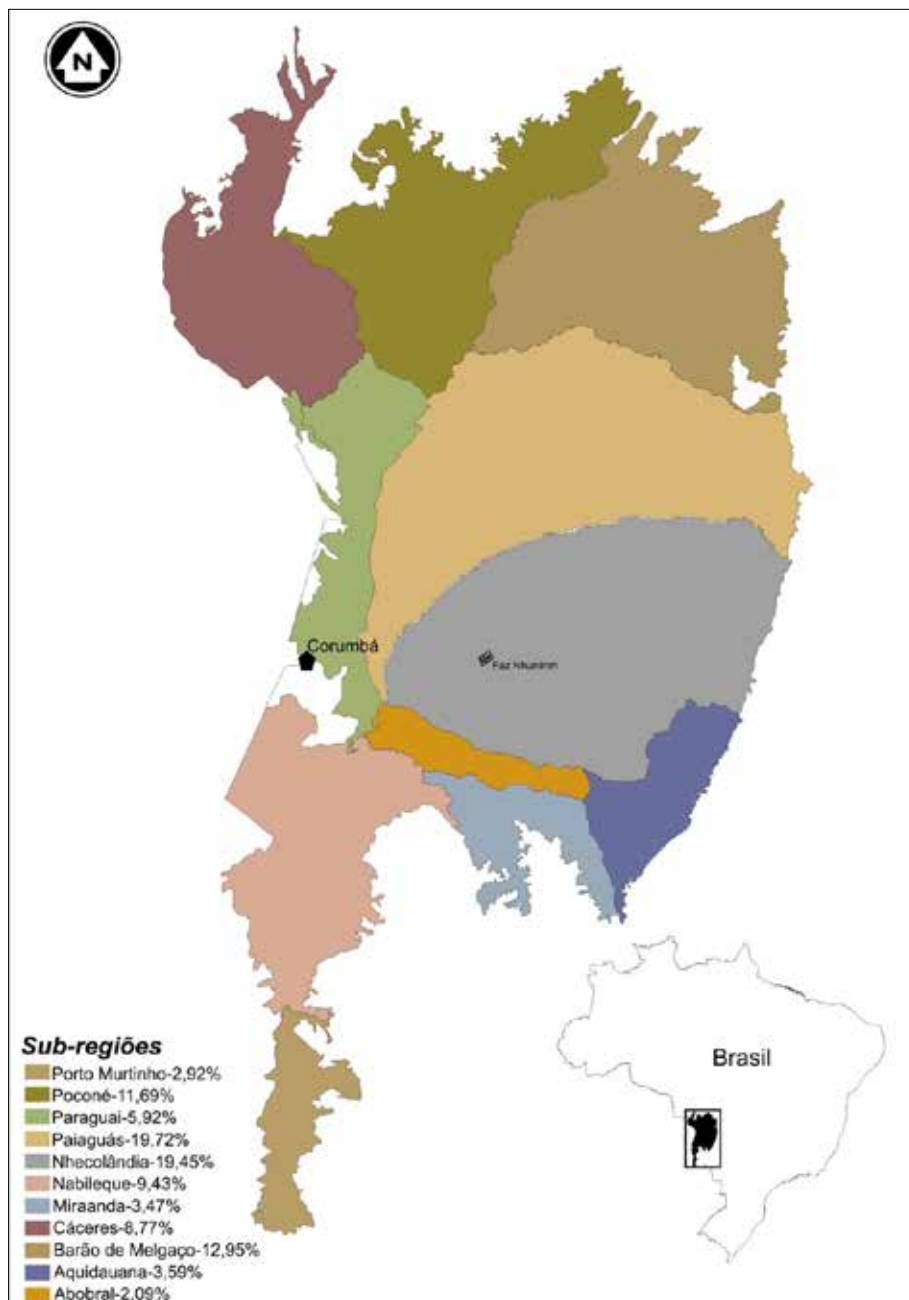 N
Corumbá
Faz Nhumirim
Brasil
Sub-regiões
Porto Murtinho-2,92%
Poconé-11,69%
Paraguai-5,92%
Paiaguás-19,72%
Nhecolândia-19,45%
Nabileque-9,43%
Miraanda-3,47%
Cáceres-8,77%
Barão de Melgaço-12,95%
Aquidauana-3,59%
Abobral-2,09%